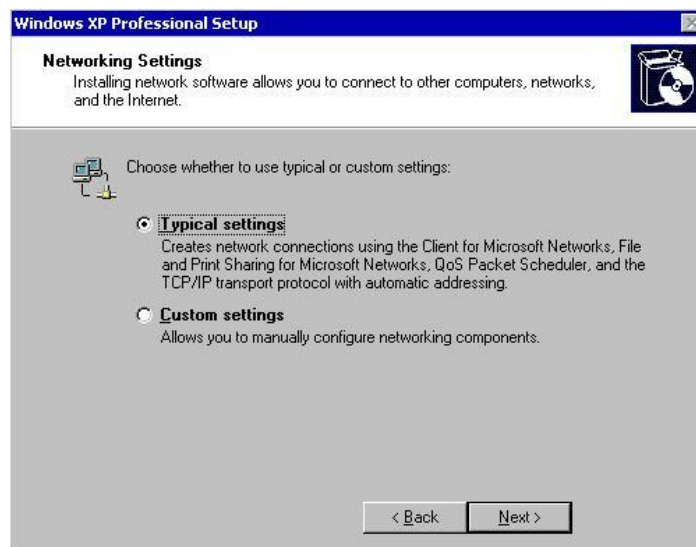 Windows XP Professional Setup
Networking Settings
Installing network software allows you to connect to other computers, networks,
and the Internet.
Choose whether to use typical or custom settings:
Typical settings
Creates network connections using the Client for Microsoft Networks, File
and Print Sharing for Microsoft Networks, QoS Packet Scheduler, and the
TCP/IP transport protocol with automatic addressing.
Custom settings
Allows you to manually configure networking components.
< Back
Next >